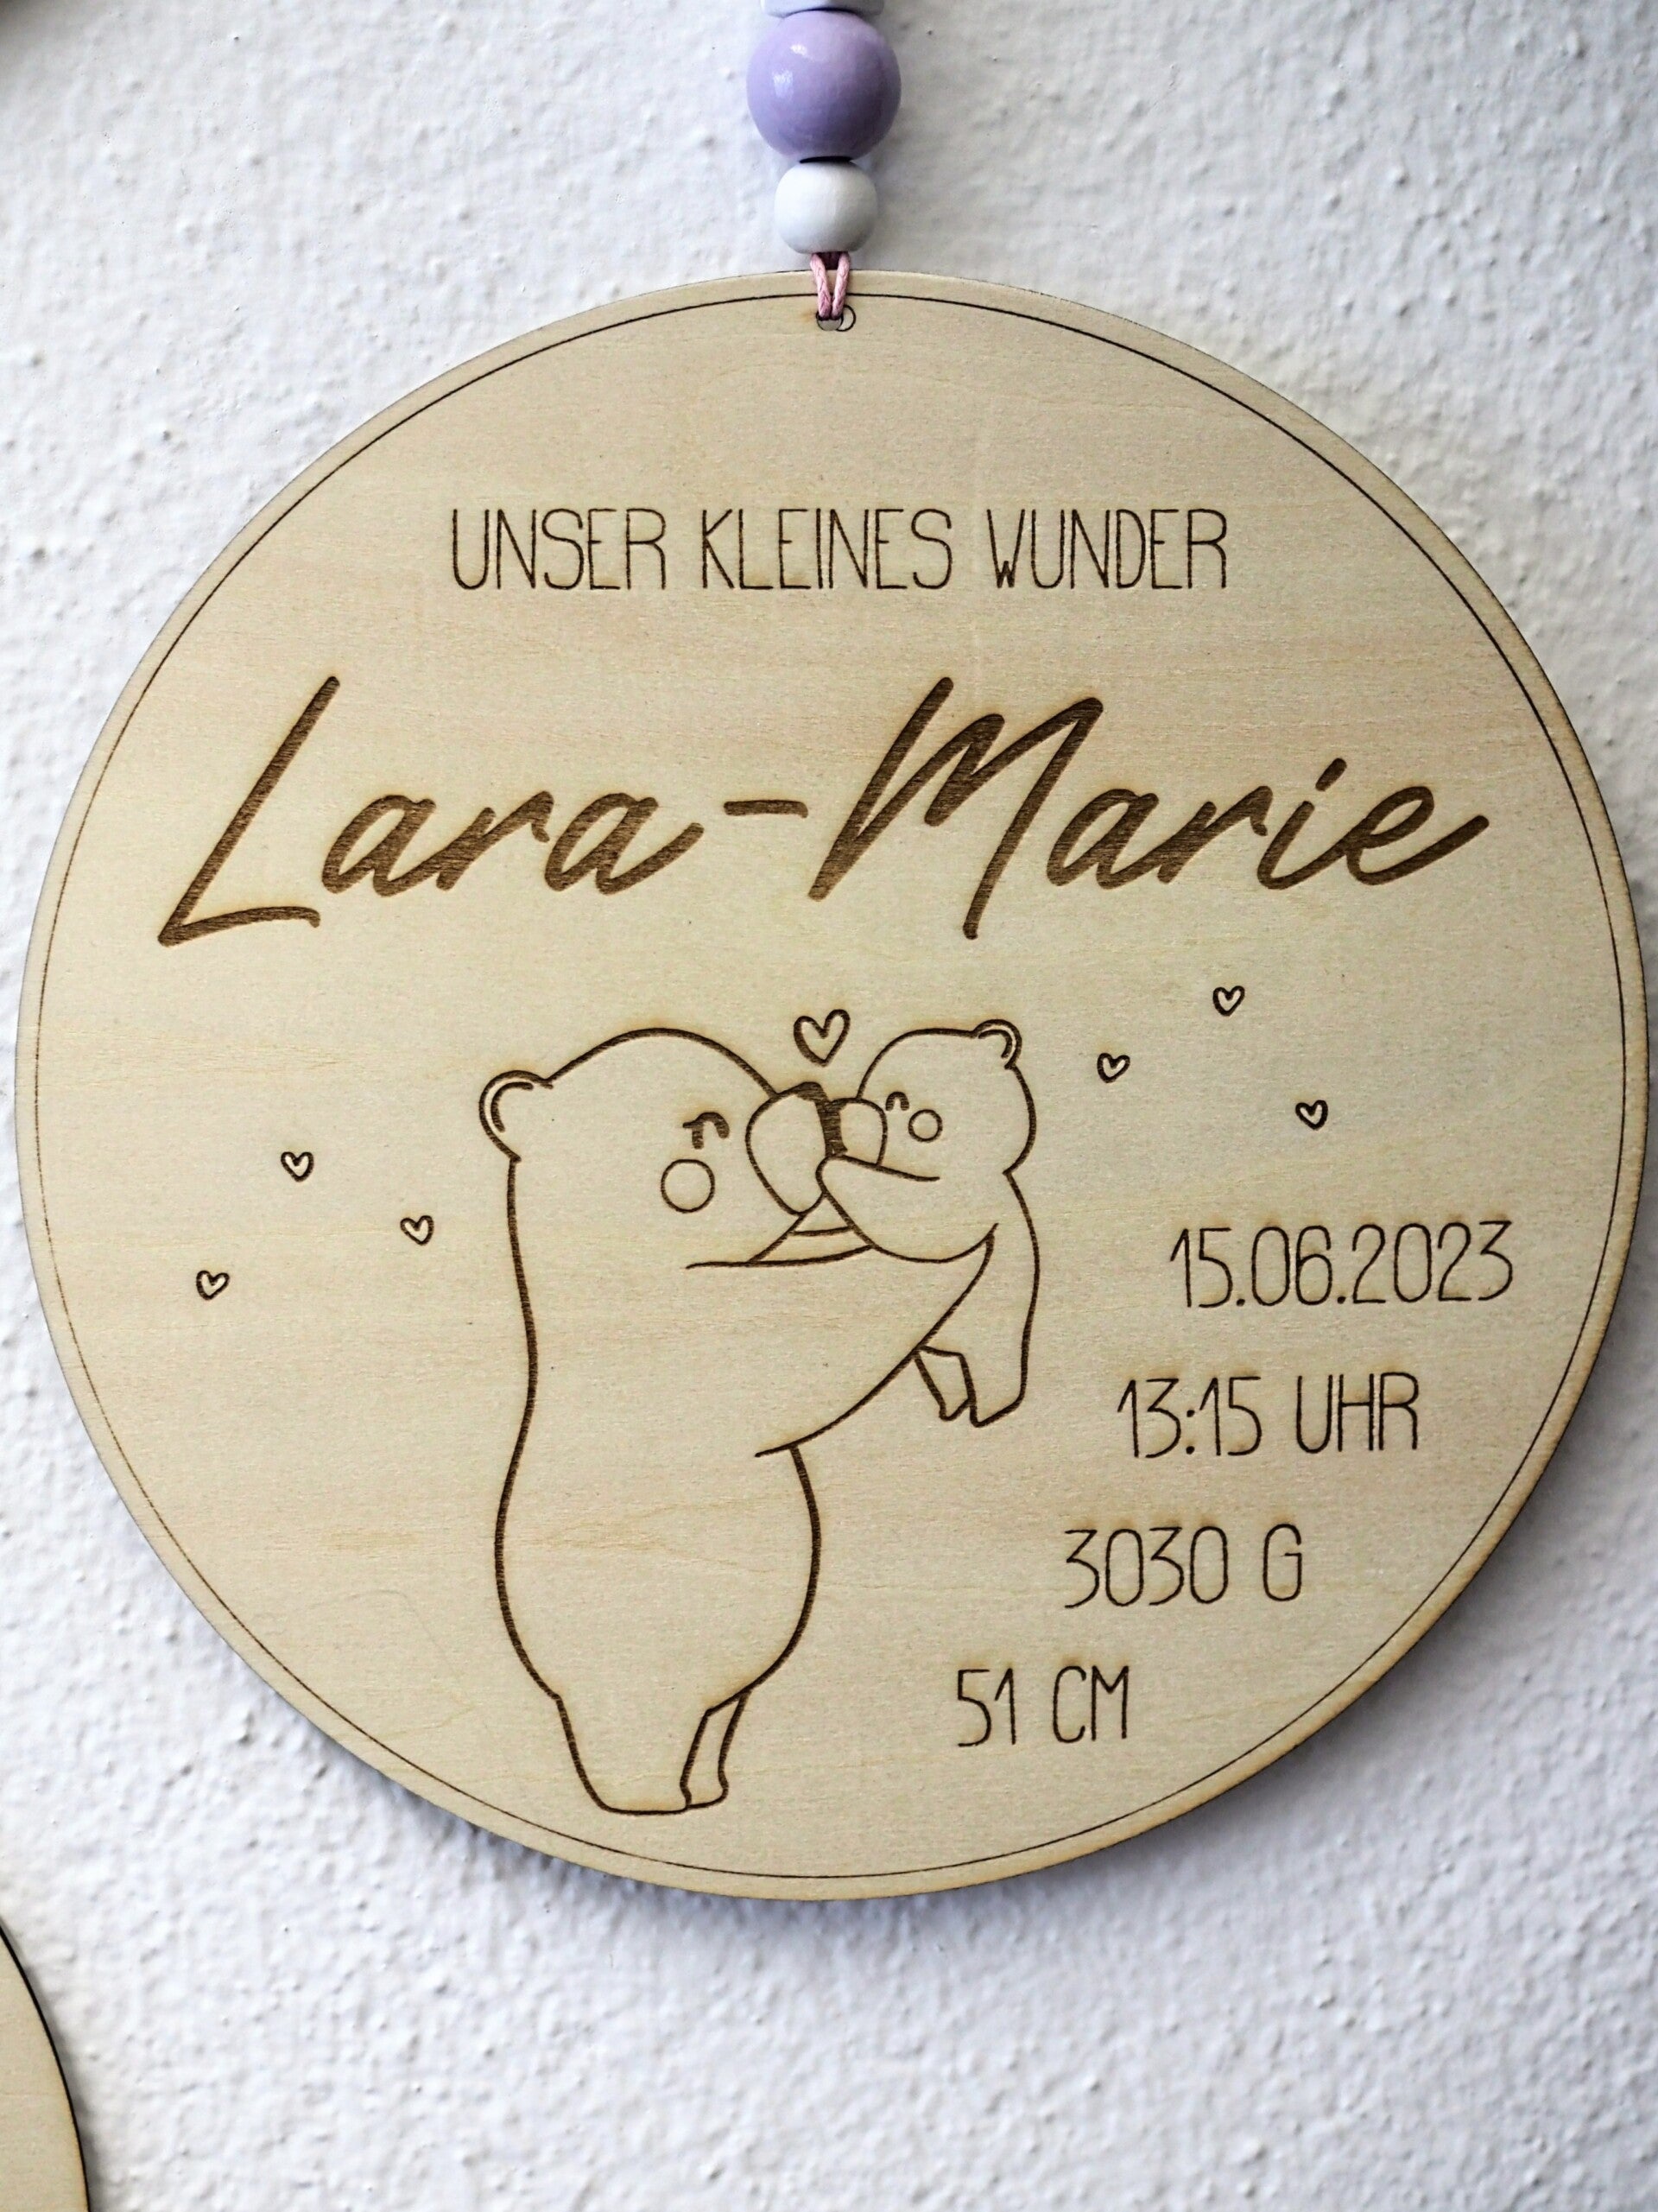 UNSER KLEINES WUNDER
Lara-Marie
15.06.2023
13:15 UHR
3030 G
51 CM